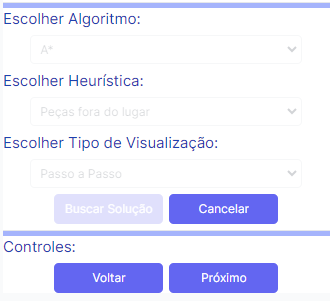 Escolher Algoritmo:
A*
Escolher Heurística:
Peças fora do lugar
Escolher Tipo de Visualização:
Passo a Passo
Buscar Solução Cancelar
Controles:
Voltar Próximo